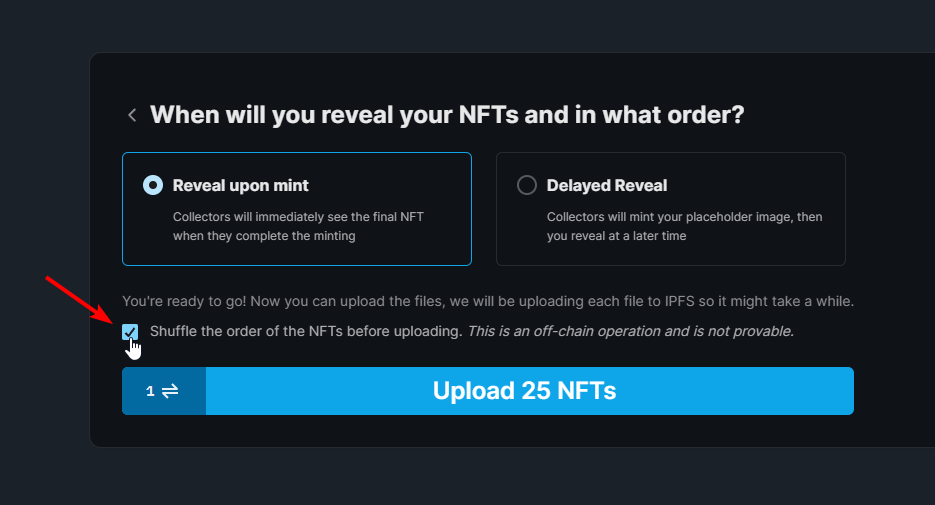 When will you reveal your NFTs and in what order?
Reveal upon mint
Collectors will immediately see the final NFT
when they complete the minting
Delayed Reveal
Collectors will mint your placeholder image, then
you reveal at a later time
You're ready to go! Now you can upload the files, we will be uploading each file to IPFS so it might take a while.
Shuffle the order of the NFTs before uploading. This is an off-chain operation and is not provable.
1
Upload 25 NFTs